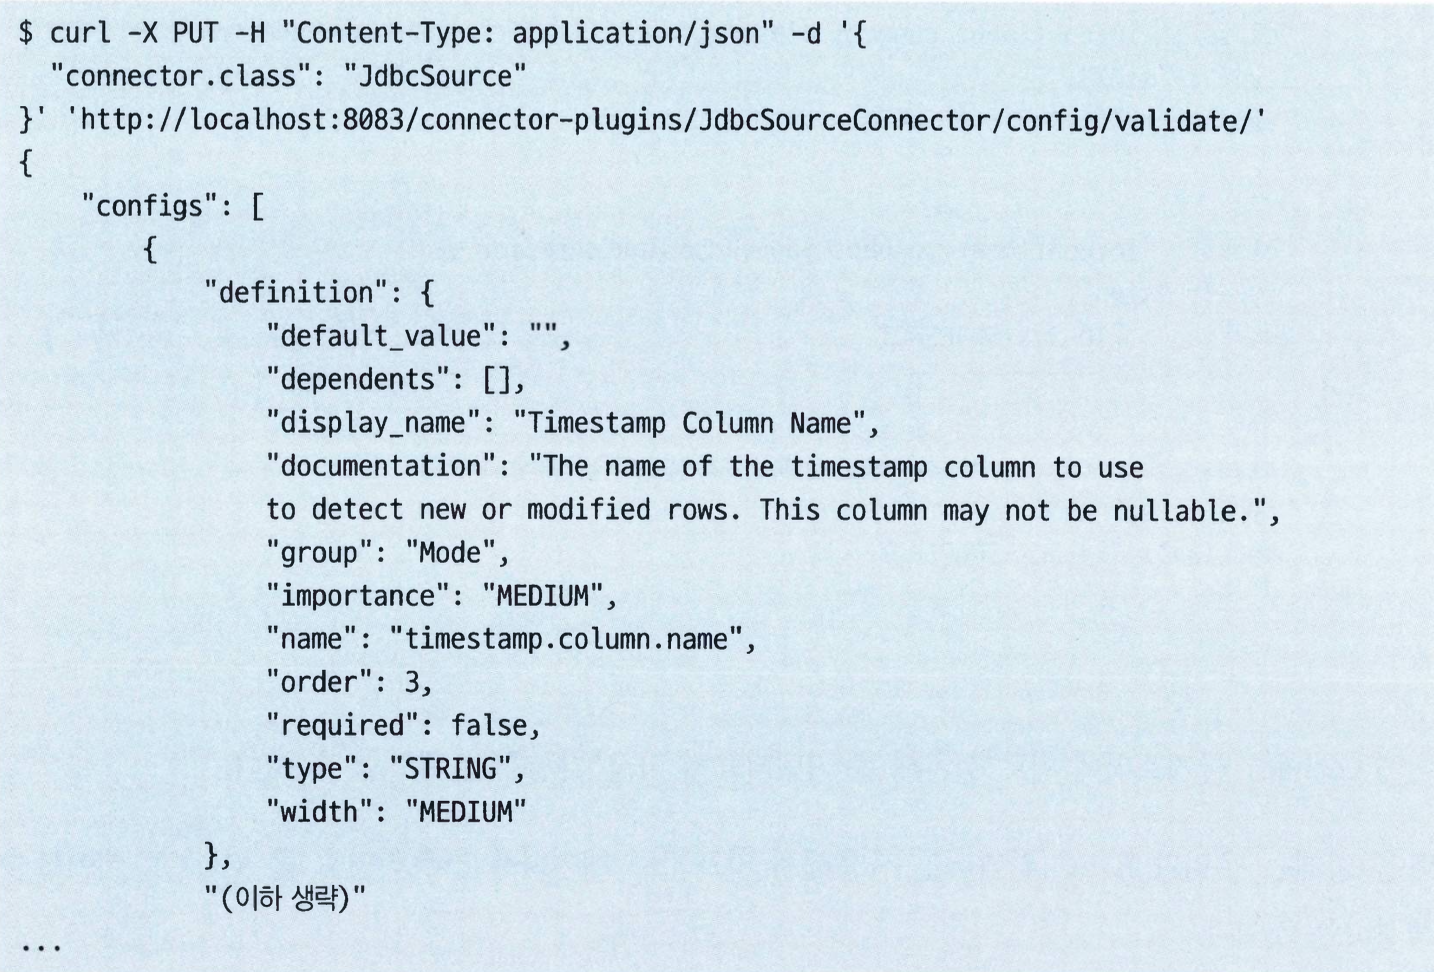 $ curl -X PUT -H "Content-Type: application/json" -d '{
  "connector.class": "JdbcSource"
}' 'http://localhost:8083/connector-plugins/JdbcSourceConnector/config/validate/'
{
    "configs": [
        {
            "definition": {
                "default_value": "",
                "dependents": [],
                "display_name": "Timestamp Column Name",
                "documentation": "The name of the timestamp column to use
                to detect new or modified rows. This column may not be nullable.",
                "group": "Mode",
                "importance": "MEDIUM",
                "name": "timestamp.column.name",
                "order": 3,
                "required": false,
                "type": "STRING",
                "width": "MEDIUM"
            },
            "(이하 생략)"
...